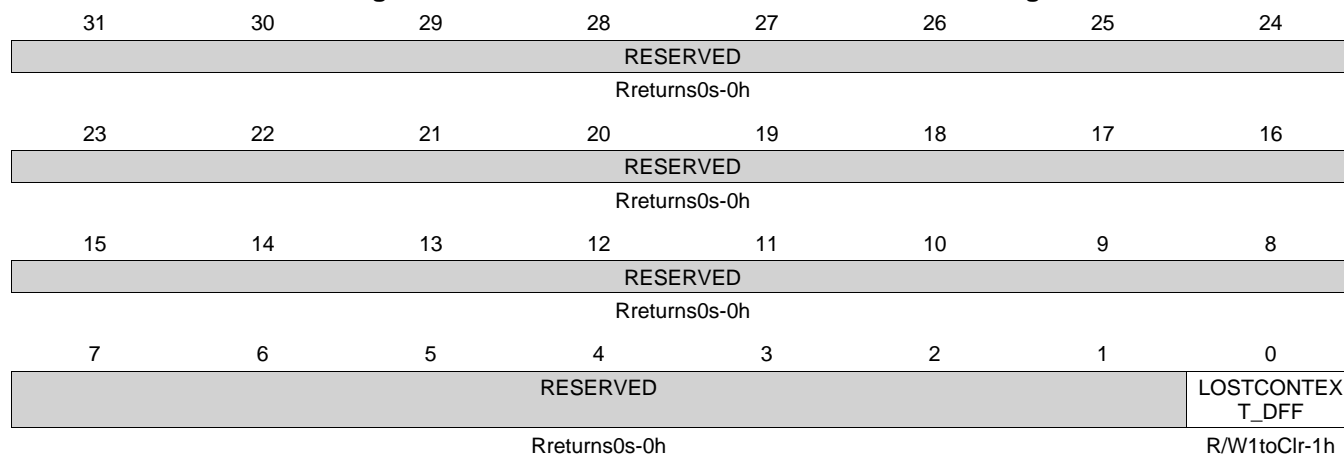 31 30 29 28 27 26 25 24
RESERVED
Rreturns0s-0h
23 22 21 20 19 18 17 16
RESERVED
Rreturns0s-0h
15 14 13 12 11 10 9 8
RESERVED
Rreturns0s-0h
7 6 5 4 3 2 1 0
RESERVED LOSTCONTEX
T_DFF
Rreturns0s-0h R/W1toClr-1h